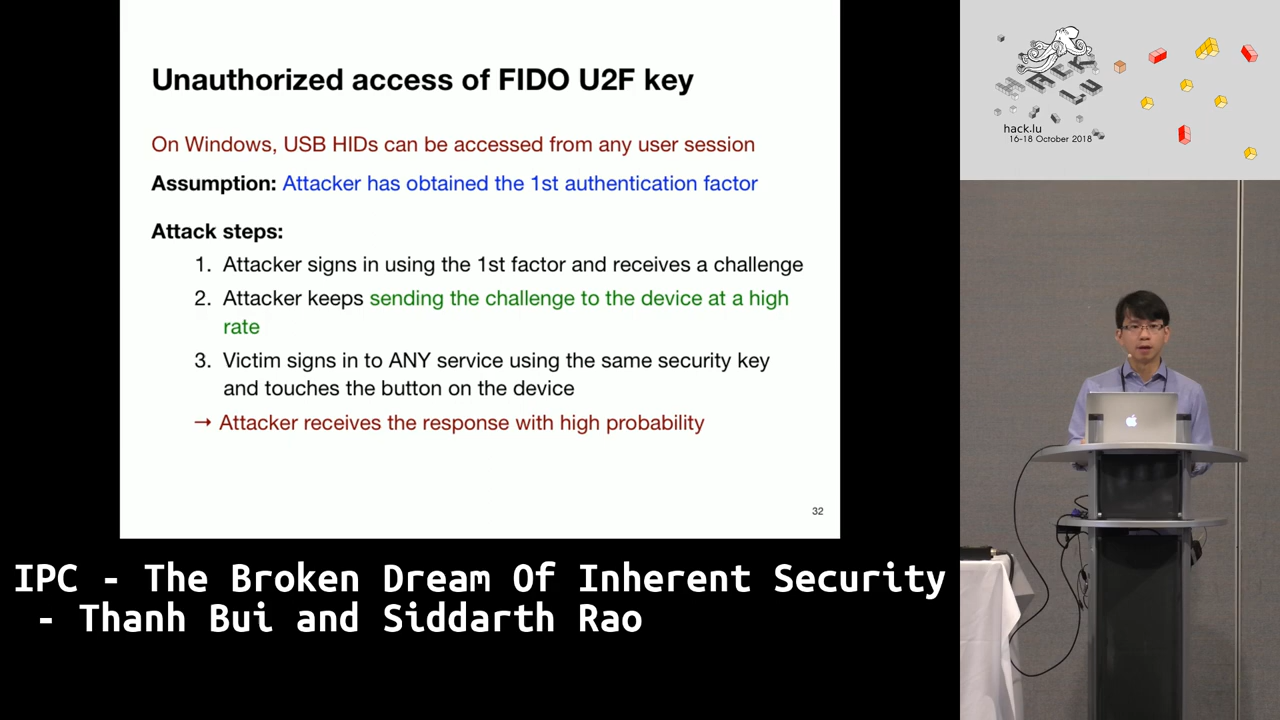 Unauthorized access of FIDO U2F key
On Windows, USB HIDs can be accessed from any user session
Assumption: Attacker has obtained the 1st authentication factor
Attack steps:
1. Attacker signs in using the 1st factor and receives a challenge
2. Attacker keeps sending the challenge to the device at a high
rate
3. Victim signs in to ANY service using the same security key
and touches the button on the device
→ Attacker receives the response with high probability
32
IPC - The Broken Dream Of Inherent Security
- Thanh Bui and Siddarth Rao
HACK
LU
hack.lu
16-18 October 2018